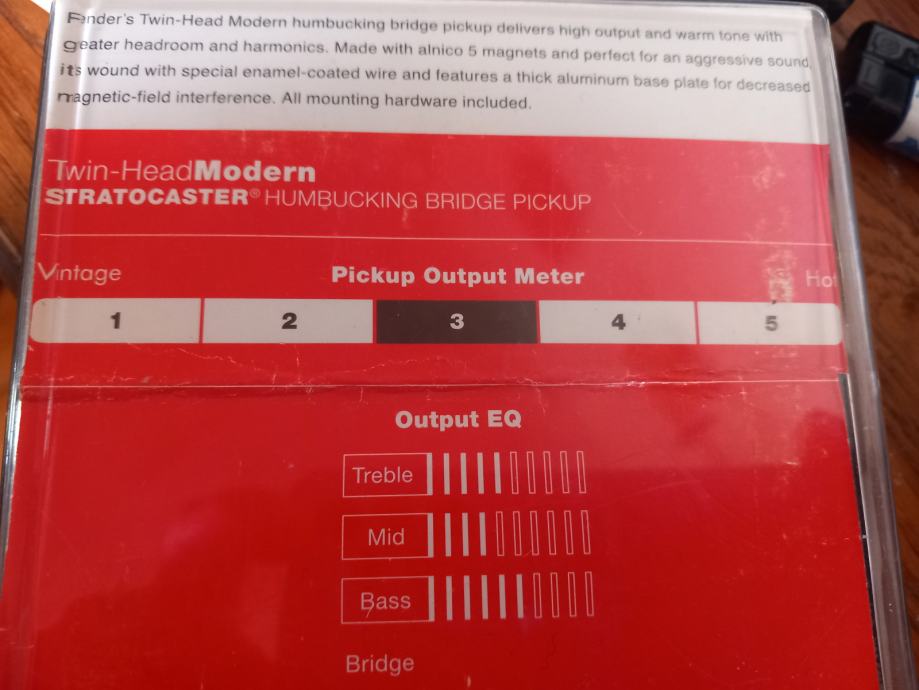 Fender's Twin-Head Modern humbucking bridge pickup delivers high output and warm tone with
greater headroom and harmonics. Made with alnico 5 magnets and perfect for an aggressive sound,
it's wound with special enamel-coated wire and features a thick aluminum base plate for decreased
magnetic-field interference. All mounting hardware included.
Twin-HeadModern
STRATOCASTER® HUMBUCKING BRIDGE PICKUP
Vintage Pickup Output Meter Hot
1 2 3 4 5
Output EQ
Treble
Mid
Bass
Bridge